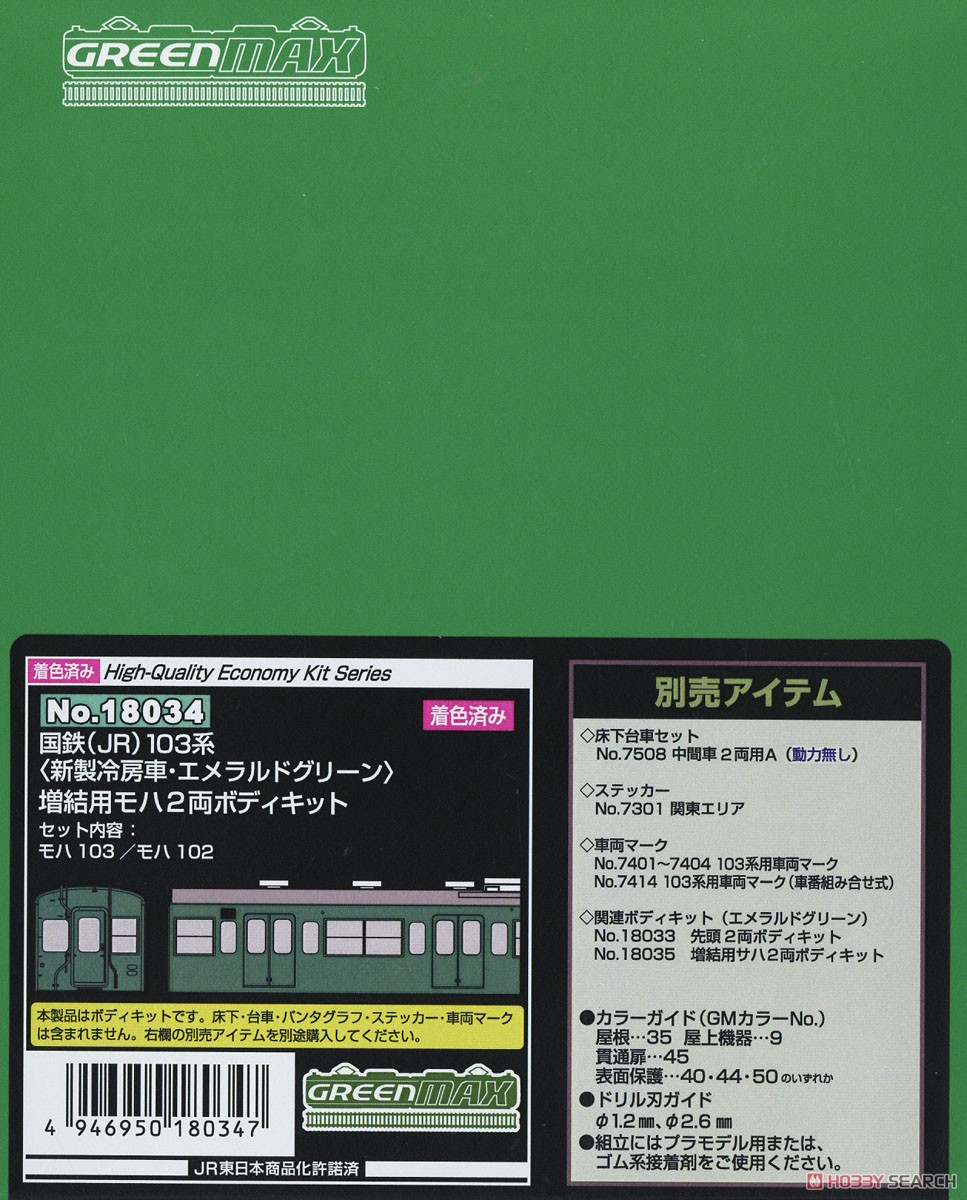 GREENMAX
着色済み High-Quality Economy Kit Series
No.18034
着色済み
国鉄(JR)103系
〈新製冷房車・エメラルドグリーン〉
増結用モハ2両ボディキット
セット内容：
モハ103／モハ102
本製品はボディキットです。床下・台車・パンタグラフ・ステッカー・車両マーク
は含まれません。右欄の別売アイテムを別途購入してください。
4 946950 180347
GREENMAX
JR東日本商品化許諾済
別売アイテム
◇床下台車セット
No.7508 中間車2両用A（動力無し）
◇ステッカー
No.7301 関東エリア
◇車両マーク
No.7401〜7404 103系用車両マーク
No.7414 103系用車両マーク（車番組み合せ式）
◇関連ボディキット（エメラルドグリーン）
No.18033 先頭2両ボディキット
No.18035 増結用サハ2両ボディキット
●カラーガイド（GMカラーNo.）
屋根…35 屋上機器…9
貫通扉…45
表面保護…40・44・50のいずれか
●ドリル刃ガイド
φ1.2㎜、φ2.6㎜
●組立にはプラモデル用または、
ゴム系接着剤をご使用ください。
HOBBY SEARCH